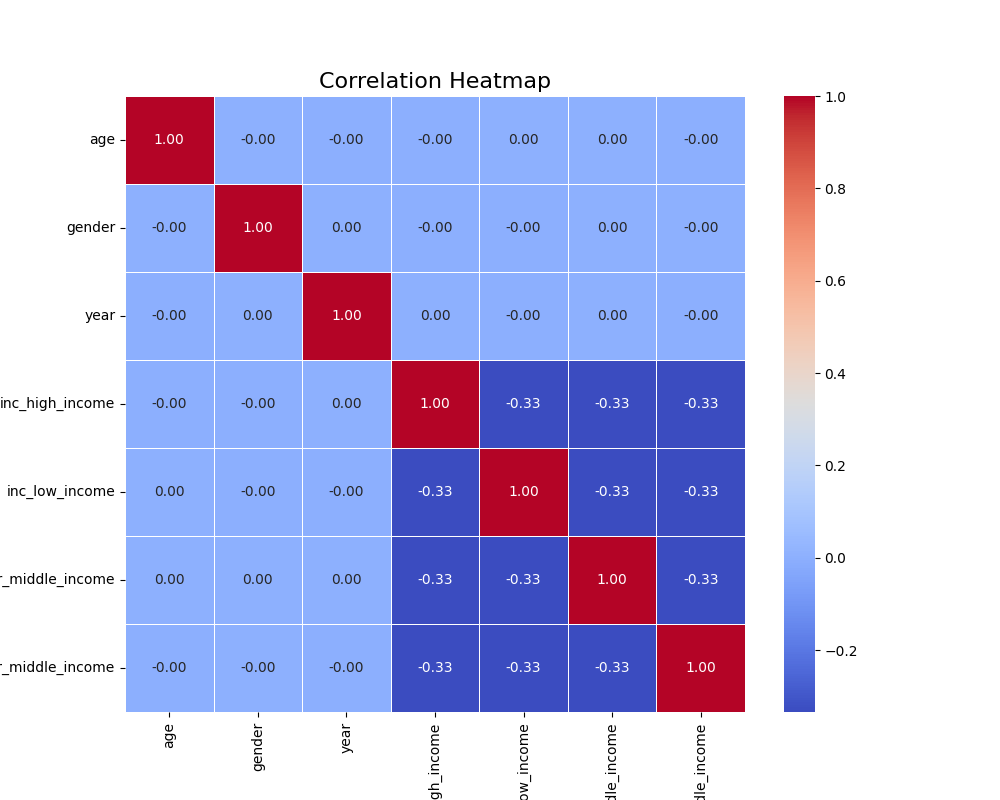 Correlation Heatmap
age 1.00 -0.00 -0.00 -0.00 0.00 0.00 -0.00
gender -0.00 1.00 0.00 -0.00 -0.00 0.00 -0.00
year -0.00 0.00 1.00 0.00 -0.00 0.00 -0.00
inc_high_income -0.00 -0.00 0.00 1.00 -0.33 -0.33 -0.33
inc_low_income 0.00 -0.00 -0.00 -0.33 1.00 -0.33 -0.33
r_middle_income 0.00 0.00 0.00 -0.33 -0.33 1.00 -0.33
r_middle_income -0.00 -0.00 -0.00 -0.33 -0.33 -0.33 1.00
age
gender
year
gh_income
ow_income
dle_income
dle_income
1.0
0.8
0.6
0.4
0.2
0.0
−0.2